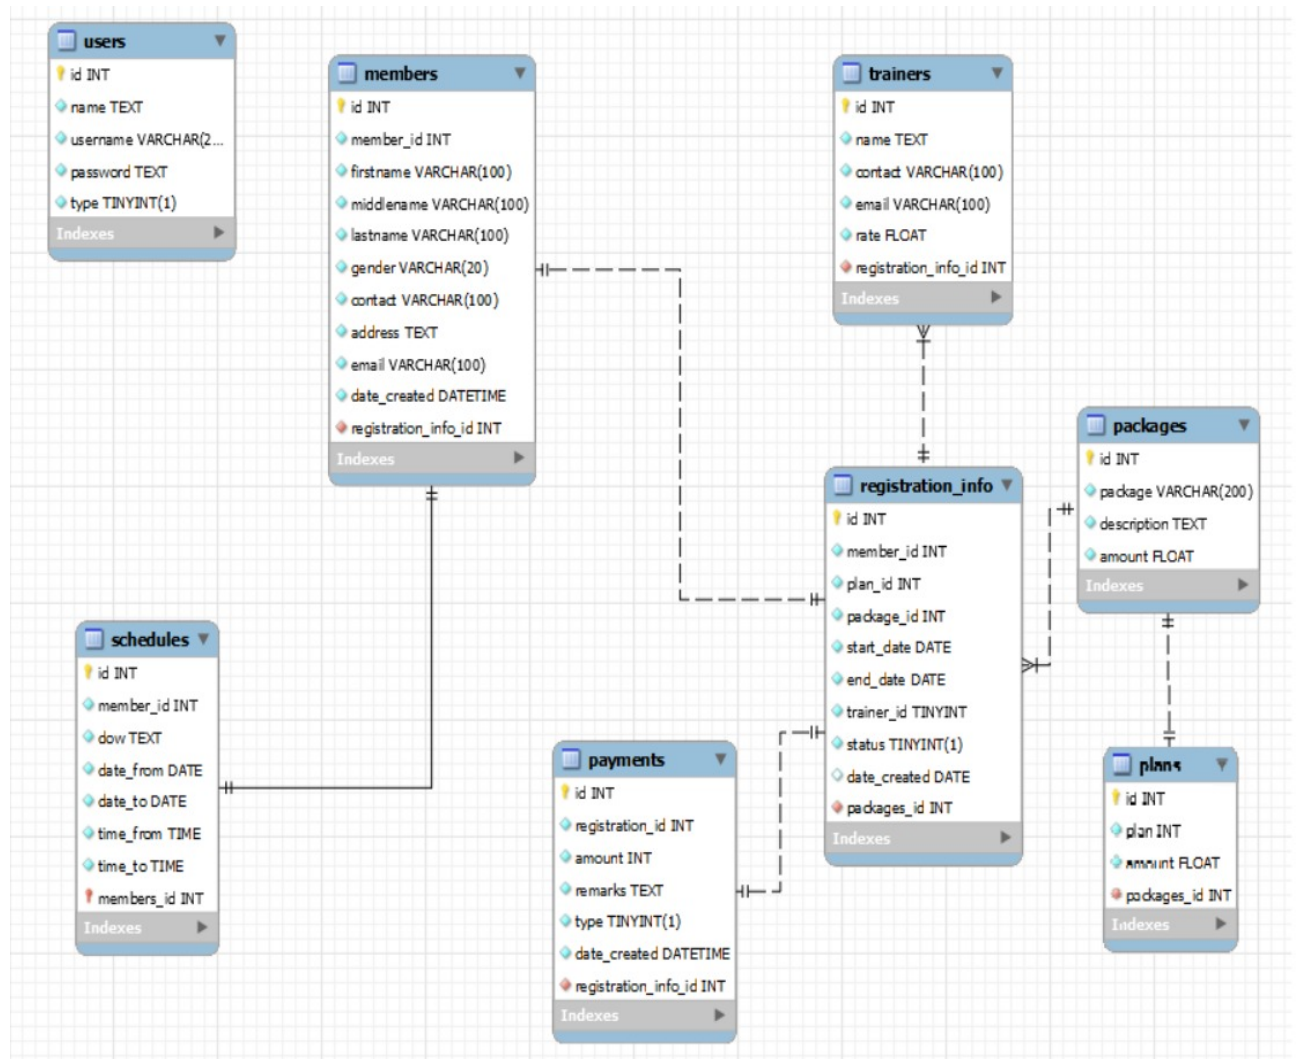 users
id INT
name TEXT
username VARCHAR(2...
password TEXT
type TINYINT(1)
Indexes
members
id INT
member_id INT
firstname VARCHAR(100)
middlename VARCHAR(100)
lastname VARCHAR(100)
gender VARCHAR(20)
contact VARCHAR(100)
address TEXT
email VARCHAR(100)
date_created DATETIME
registration_info_id INT
Indexes
trainers
id INT
name TEXT
contact VARCHAR(100)
email VARCHAR(100)
rate FLOAT
registration_info_id INT
Indexes
packages
id INT
package VARCHAR(200)
description TEXT
amount FLOAT
Indexes
registration_info
id INT
member_id INT
plan_id INT
package_id INT
start_date DATE
end_date DATE
trainer_id TINYINT
status TINYINT(1)
date_created DATE
packages_id INT
Indexes
schedules
id INT
member_id INT
dow TEXT
date_from DATE
date_to DATE
time_from TIME
time_to TIME
members_id INT
Indexes
payments
id INT
registration_id INT
amount INT
remarks TEXT
type TINYINT(1)
date_created DATETIME
registration_info_id INT
Indexes
plans
id INT
plan INT
amount FLOAT
packages_id INT
Indexes